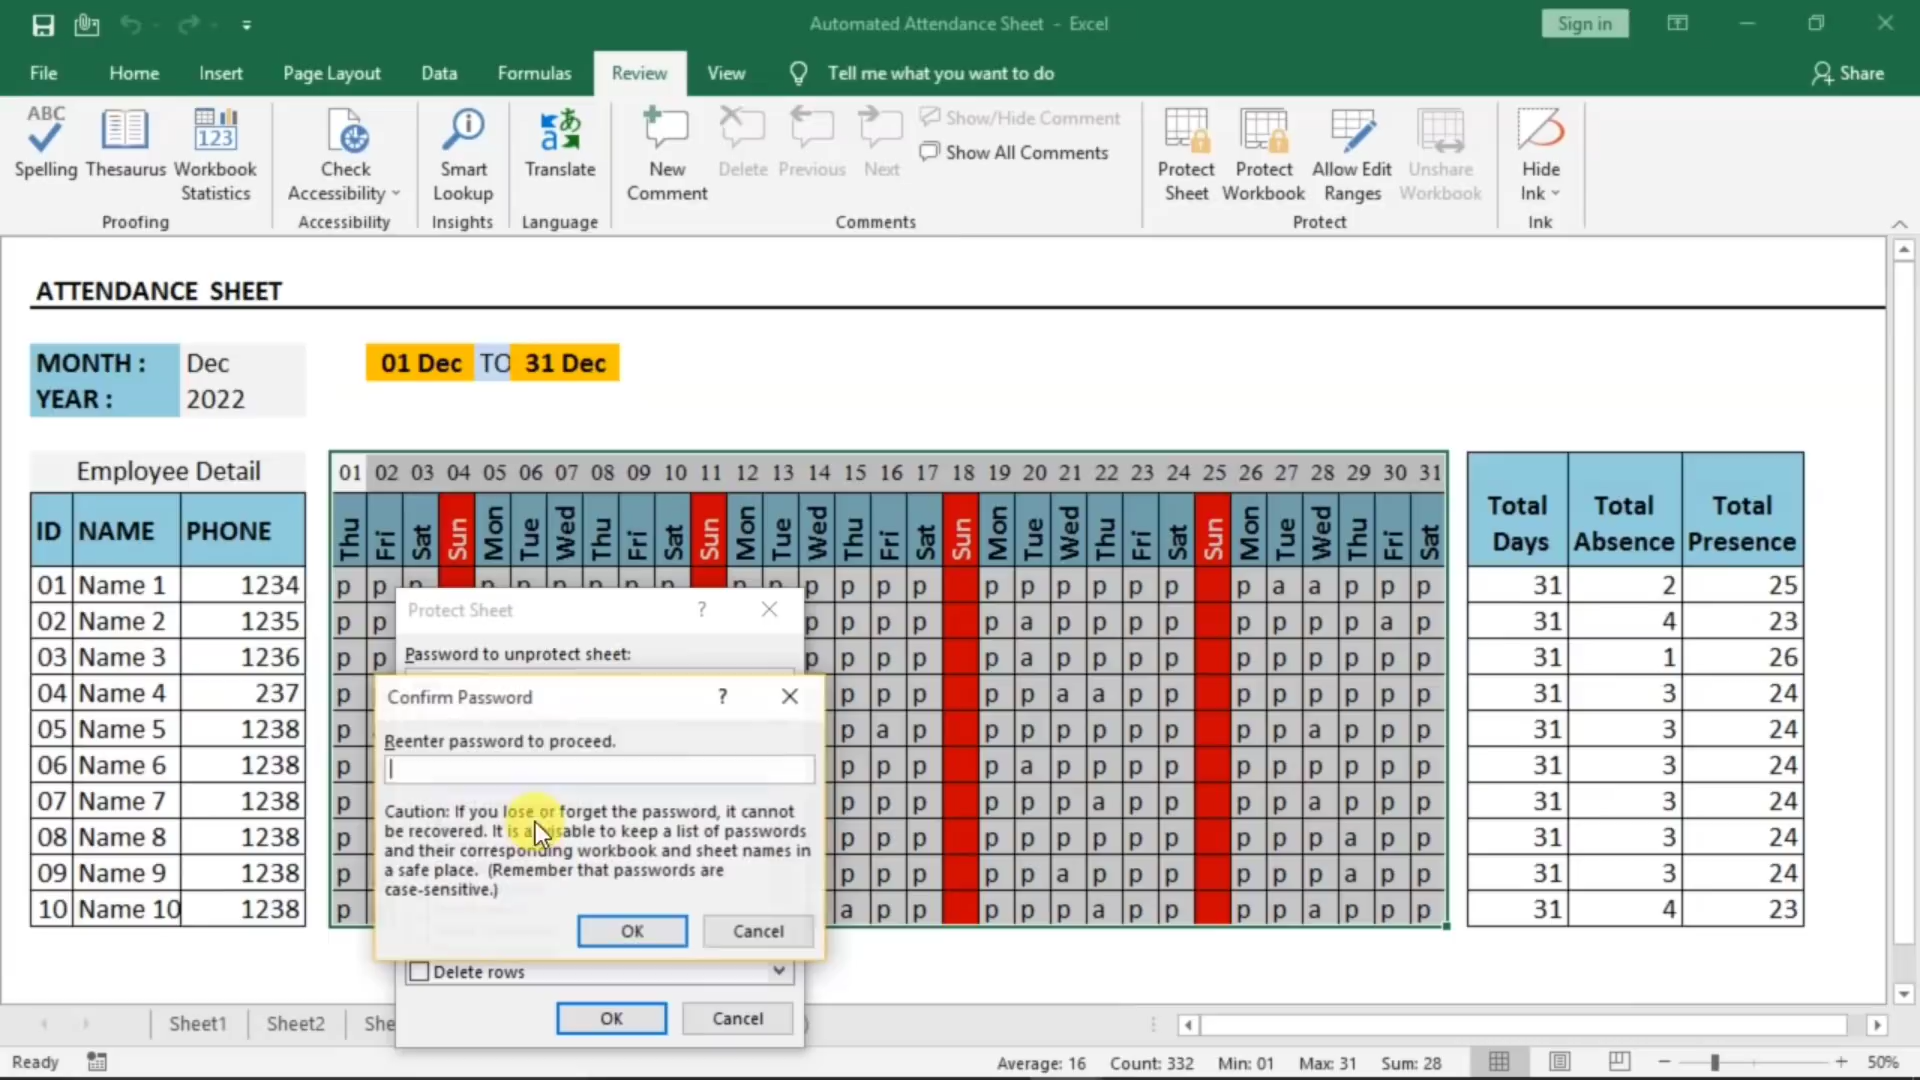 Automated Attendance Sheet - Excel
Sign in
File Home Insert Page Layout Data Formulas Review View Tell me what you want to do Share
ABC
123
Spelling Thesaurus Workbook Statistics
Check Accessibility
Smart Lookup
Translate
New Comment
Delete Previous Next
Show/Hide Comment
Show All Comments
Protect Sheet
Protect Workbook
Allow Edit Ranges
Unshare Workbook
Hide Ink
Proofing Accessibility Insights Language Comments Protect Ink
ATTENDANCE SHEET
MONTH : Dec 01 Dec TO 31 Dec
YEAR : 2022
Employee Detail 01 02 03 04 05 06 07 08 09 10 11 12 13 14 15 16 17 18 19 20 21 22 23 24 25 26 27 28 29 30 31
ID NAME PHONE Thu Fri Sat Sun Mon Tue Wed Thu Fri Sat Sun Mon Tue Wed Thu Fri Sat Sun Mon Tue Wed Thu Fri Sat Sun Mon Tue Wed Thu Fri Sat Total Days Total Absence Total Presence
01 Name 1 1234 p p p p p p p p p p p p p p p p p p p p p p p a a p p p 31 2 25
02 Name 2 1235 p p p p p p p a p p p p p p p p a p 31 4 23
03 Name 3 1236 p p p p p p p a p p p p p p p p p p 31 1 26
04 Name 4 237 p p p p p p a a p p p p p p p p 31 3 24
05 Name 5 1238 p p a p p p p p p p p p a p p p 31 3 24
06 Name 6 1238 p p p p p a p p p p p p p p p p 31 3 24
07 Name 7 1238 p p p p p p p a p p p p a p p p 31 3 24
08 Name 8 1238 p p p p p p p p p p p p p a p p 31 3 24
09 Name 9 1238 p p p p p p a p p p p p p a p p 31 3 24
10 Name 10 1238 p a p p p p p a p p p p a p p p 31 4 23
Protect Sheet ?
Password to unprotect sheet:
Confirm Password ?
Reenter password to proceed.
Caution: If you lose or forget the password, it cannot
be recovered. It is advisable to keep a list of passwords
and their corresponding workbook and sheet names in
a safe place. (Remember that passwords are
case-sensitive.)
OK Cancel
Delete rows
OK Cancel
Sheet1 Sheet2
Ready Average: 16 Count: 332 Min: 01 Max: 31 Sum: 28 50%